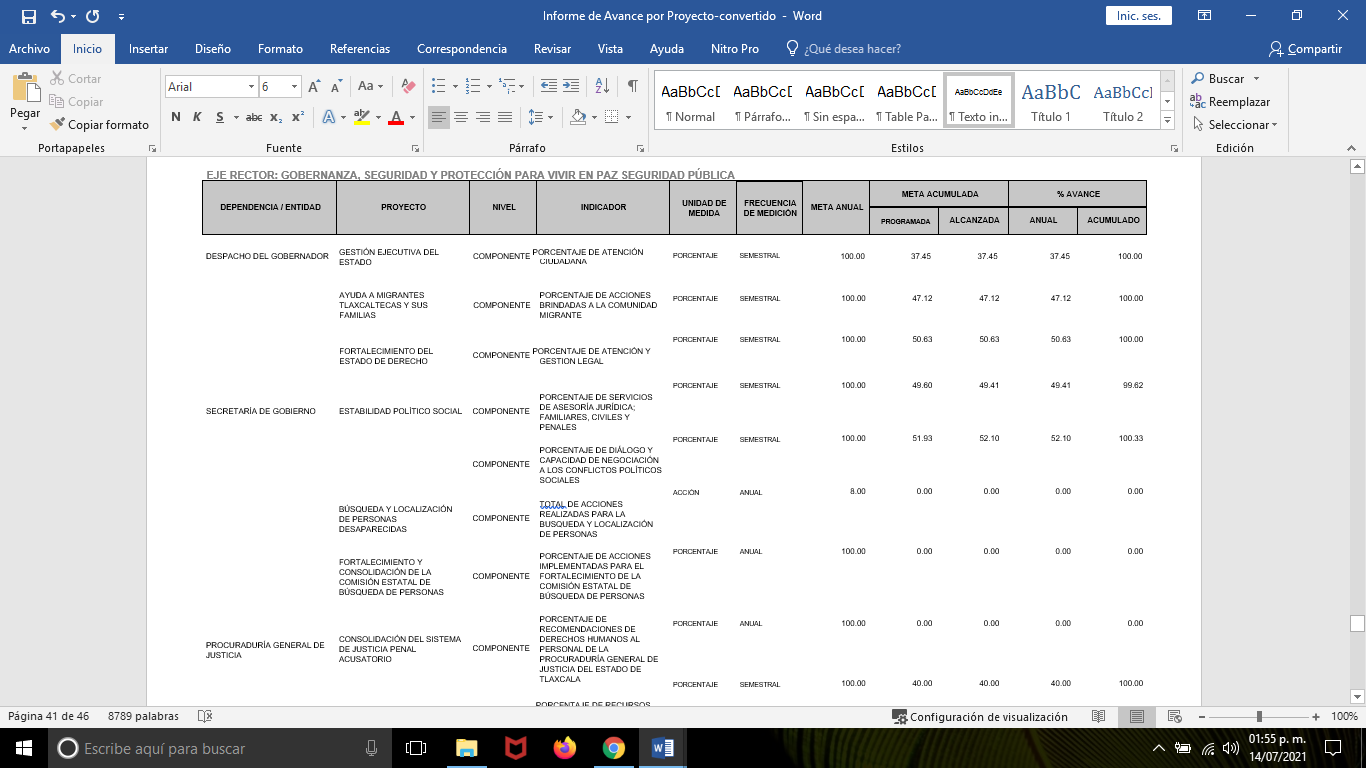 Informe de Avance por Proyecto-convertido - Word
Inic. ses.
Archivo Inicio Insertar Diseño Formato Referencias Correspondencia Revisar Vista Ayuda Nitro Pro ¿Qué desea hacer? Compartir
Pegar
Cortar
Copiar
Copiar formato
Portapapeles
Arial 6
N K S abc x₂ x²
Fuente
Párrafo
AaBbCcI AaBbCcI AaBbCcI AaBbCcI AaBbCcDdEe AaBbC AaBbCcI
¶ Normal ¶ Párrafo... ¶ Sin espa... ¶ Table Pa... ¶ Texto in... Título 1 Título 2
Estilos
Buscar
Reemplazar
Seleccionar
Edición
EJE RECTOR: GOBERNANZA, SEGURIDAD Y PROTECCIÓN PARA VIVIR EN PAZ SEGURIDAD PÚBLICA
DEPENDENCIA / ENTIDAD PROYECTO NIVEL INDICADOR UNIDAD DE MEDIDA FRECUENCIA DE MEDICIÓN META ANUAL META ACUMULADA % AVANCE
PROGRAMADA ALCANZADA ANUAL ACUMULADO
DESPACHO DEL GOBERNADOR
GESTIÓN EJECUTIVA DEL
ESTADO
COMPONENTE
PORCENTAJE DE ATENCIÓN
CIUDADANA
PORCENTAJE SEMESTRAL 100.00 37.45 37.45 37.45 100.00
AYUDA A MIGRANTES
TLAXCALTECAS Y SUS
FAMILIAS
COMPONENTE
PORCENTAJE DE ACCIONES
BRINDADAS A LA COMUNIDAD
MIGRANTE
PORCENTAJE SEMESTRAL 100.00 47.12 47.12 47.12 100.00
FORTALECIMIENTO DEL
ESTADO DE DERECHO
COMPONENTE
PORCENTAJE DE ATENCIÓN Y
GESTION LEGAL
PORCENTAJE SEMESTRAL 100.00 50.63 50.63 50.63 100.00
SECRETARÍA DE GOBIERNO
ESTABILIDAD POLÍTICO SOCIAL
COMPONENTE
PORCENTAJE DE SERVICIOS
DE ASESORÍA JURÍDICA;
FAMILIARES, CIVILES Y
PENALES
PORCENTAJE SEMESTRAL 100.00 49.60 49.41 49.41 99.62
COMPONENTE
PORCENTAJE DE DIÁLOGO Y
CAPACIDAD DE NEGOCIACIÓN
A LOS CONFLICTOS POLÍTICOS
SOCIALES
PORCENTAJE SEMESTRAL 100.00 51.93 52.10 52.10 100.33
BÚSQUEDA Y LOCALIZACIÓN
DE PERSONAS
DESAPARECIDAS
COMPONENTE
TOTAL DE ACCIONES
REALIZADAS PARA LA
BUSQUEDA Y LOCALIZACIÓN
DE PERSONAS
ACCIÓN ANUAL 8.00 0.00 0.00 0.00 0.00
FORTALECIMIENTO Y
CONSOLIDACIÓN DE LA
COMISIÓN ESTATAL DE
BÚSQUEDA DE PERSONAS
COMPONENTE
PORCENTAJE DE ACCIONES
IMPLEMENTADAS PARA EL
FORTALECIMIENTO DE LA
COMISIÓN ESTATAL DE
BÚSQUEDA DE PERSONAS
PORCENTAJE ANUAL 100.00 0.00 0.00 0.00 0.00
PROCURADURÍA GENERAL DE
JUSTICIA
CONSOLIDACIÓN DEL SISTEMA
DE JUSTICIA PENAL
ACUSATORIO
COMPONENTE
PORCENTAJE DE
RECOMENDACIONES DE
DERECHOS HUMANOS AL
PERSONAL DE LA
PROCURADURÍA GENERAL DE
JUSTICIA DEL ESTADO DE
TLAXCALA
PORCENTAJE ANUAL 100.00 0.00 0.00 0.00 0.00
PORCENTAJE SEMESTRAL 100.00 40.00 40.00 40.00 100.00
PORCENTAJE DE RECURSOS
Página 41 de 46 8789 palabras Configuración de visualización 100%
Escribe aquí para buscar
01:55 p. m.
14/07/2021